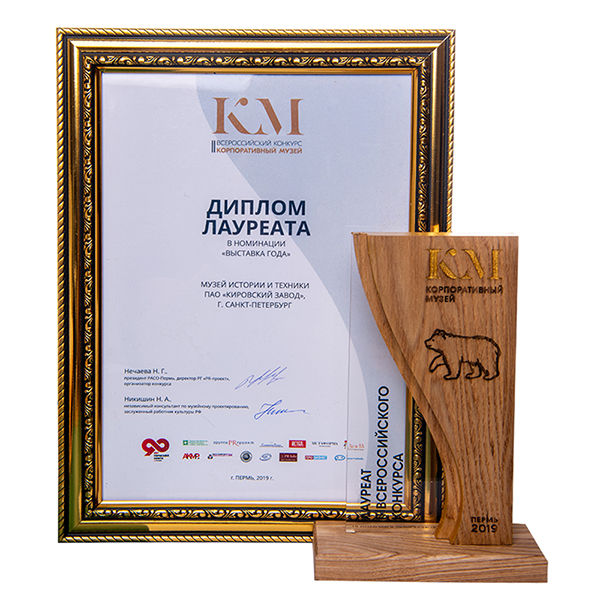 КМ
II ВСЕРОССИЙСКИЙ КОНКУРС
КОРПОРАТИВНЫЙ МУЗЕЙ
ДИПЛОМ
ЛАУРЕАТА
В НОМИНАЦИИ
«ВЫСТАВКА ГОДА»
МУЗЕЙ ИСТОРИИ И ТЕХНИКИ
ПАО «КИРОВСКИЙ ЗАВОД»,
Г. САНКТ-ПЕТЕРБУРГ
Нечаева Н. Г.,
президент РАСО-Пермь, директор РГ «PR проект»,
организатор конкурса
Никишин Н. А.,
независимый консультант по музейному проектированию,
заслуженный работник культуры РФ
90
АКМР
г. ПЕРМЬ, 2019 г.
КМ
КОРПОРАТИВНЫЙ
МУЗЕЙ
ЛАУРЕАТ
ВСЕРОССИЙСКОГО
КОНКУРСА
ПЕРМЬ
2019